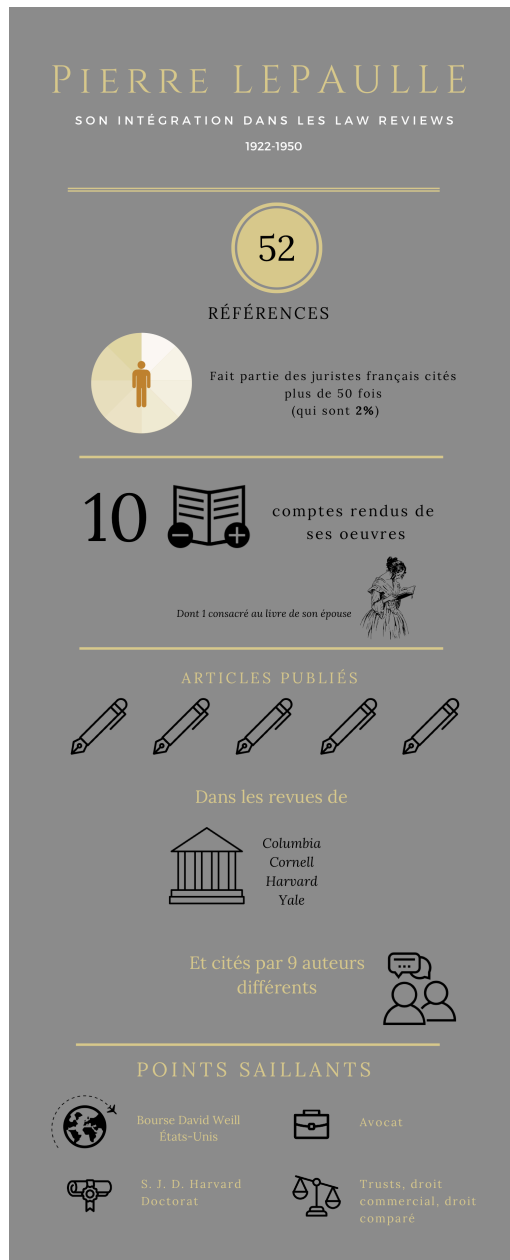 Pierre LEPAULLE
SON INTÉGRATION DANS LES LAW REVIEWS
1922-1950
52
RÉFÉRENCES
Fait partie des juristes français cités
plus de 50 fois
(qui sont 2%)
10
comptes rendus de
ses oeuvres
Dont 1 consacré au livre de son épouse
ARTICLES PUBLIÉS
Dans les revues de
Columbia
Cornell
Harvard
Yale
Et cités par 9 auteurs
différents
POINTS SAILLANTS
Bourse David Weill
États-Unis
Avocat
S. J. D. Harvard
Doctorat
Trusts, droit
commercial, droit
comparé